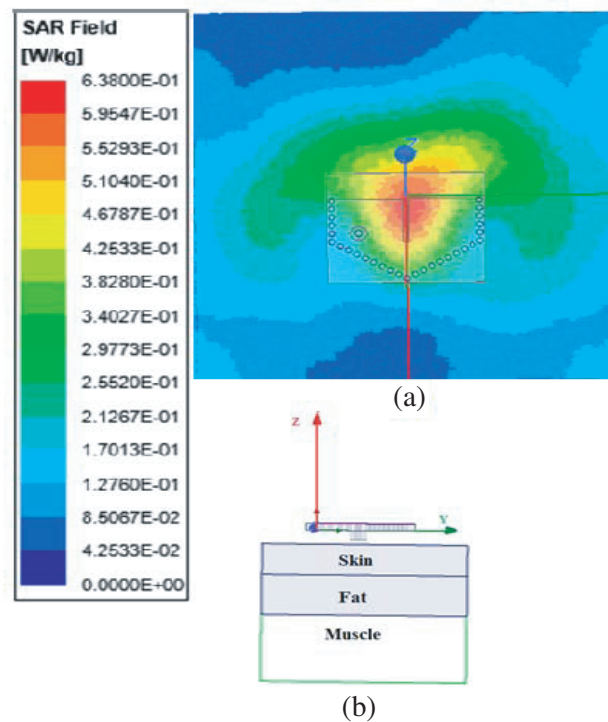 SAR Field
[W/kg]
6.3800E-01
5.9547E-01
5.5293E-01
5.1040E-01
4.6787E-01
4.2533E-01
3.8280E-01
3.4027E-01
2.9773E-01
2.5520E-01
2.1267E-01
1.7013E-01
1.2760E-01
8.5067E-02
4.2533E-02
0.0000E+00
Z
(a)
Z
Y
Skin
Fat
Muscle
(b)